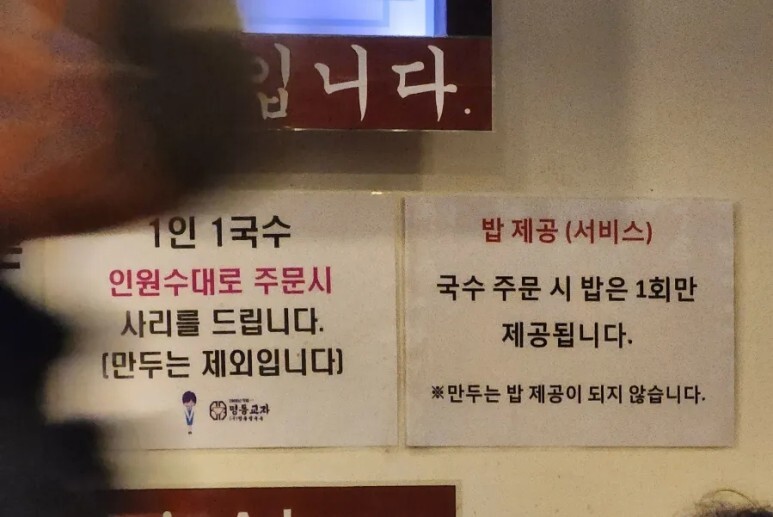 입니다.
1인 1국수
인원수대로 주문시
사리를 드립니다.
(만두는 제외입니다)
명동교자
밥 제공 (서비스)
국수 주문 시 밥은 1회만
제공됩니다.
※만두는 밥 제공이 되지 않습니다.